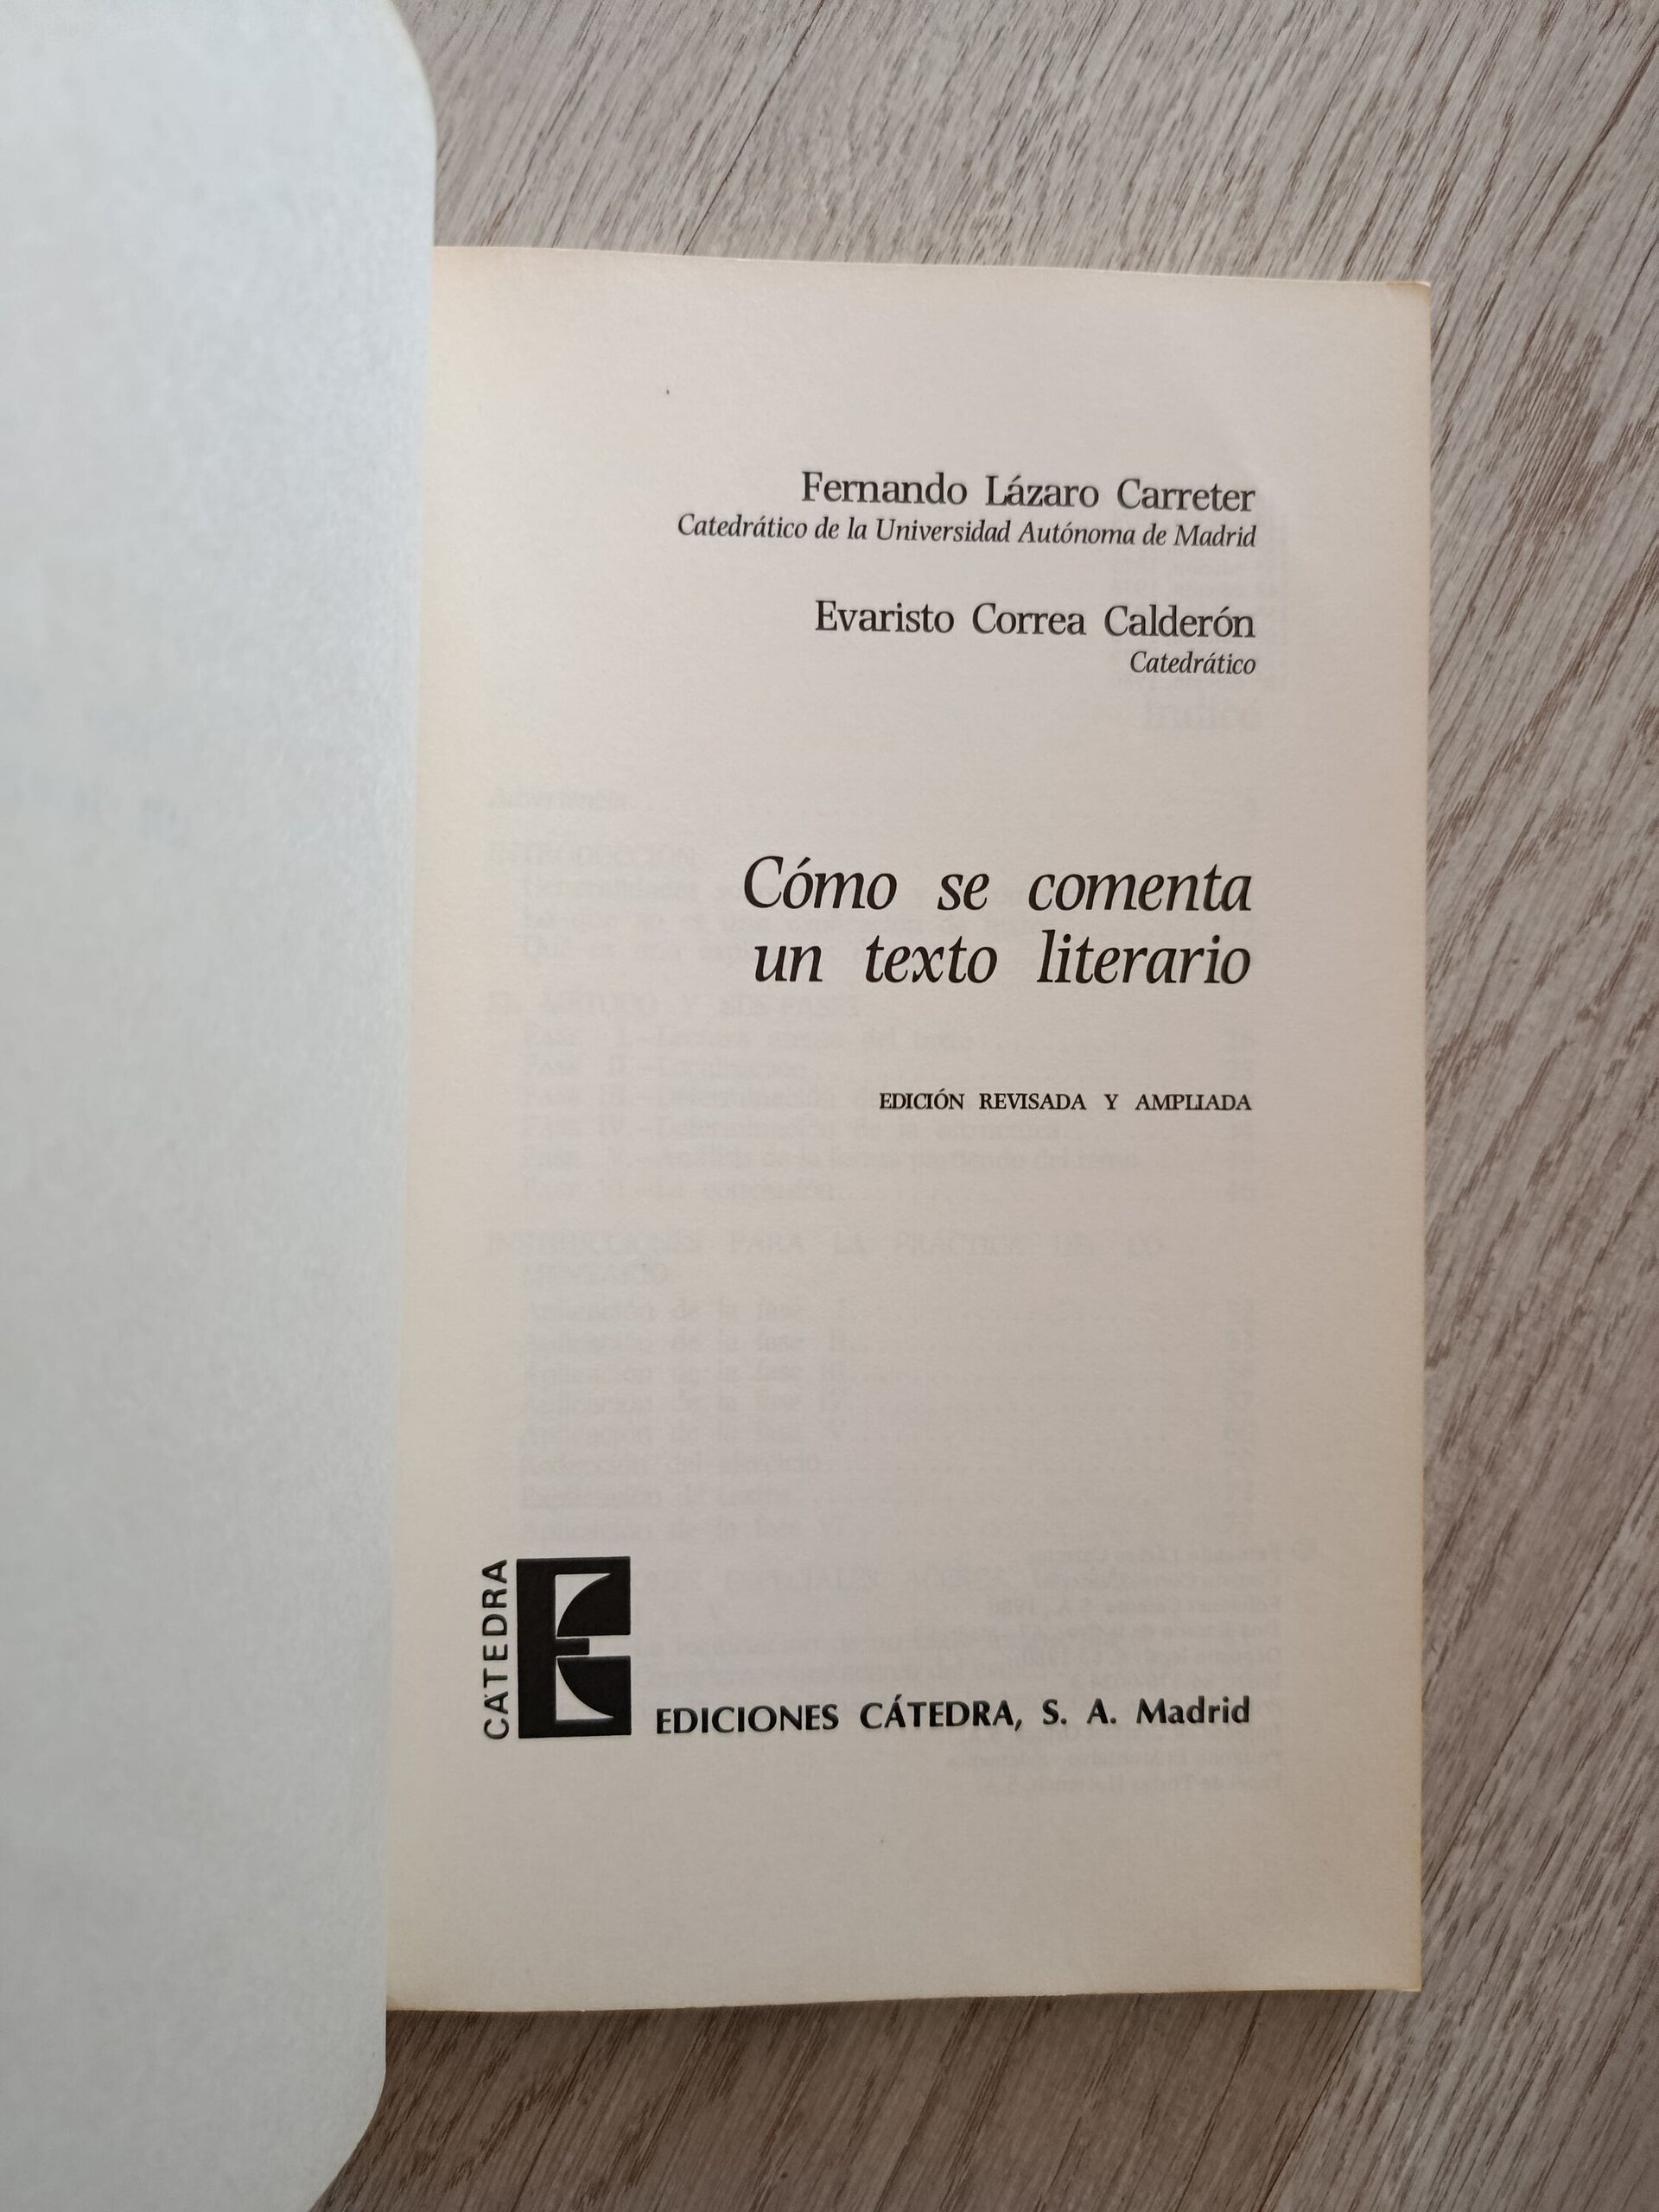 Fernando Lázaro Carreter
Catedrático de la Universidad Autónoma de Madrid
Evaristo Correa Calderón
Catedrático
Cómo se comenta
un texto literario
EDICIÓN REVISADA Y AMPLIADA
CÁTEDRA
EDICIONES CÁTEDRA, S. A. Madrid